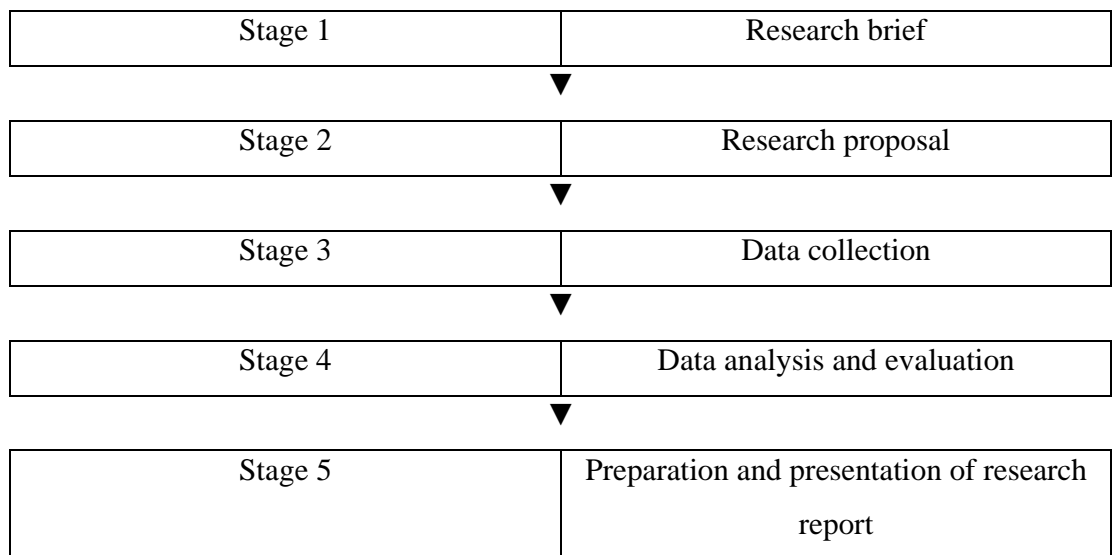 Stage 1 Research brief
Stage 2 Research proposal
Stage 3 Data collection
Stage 4 Data analysis and evaluation
Stage 5 Preparation and presentation of research
report